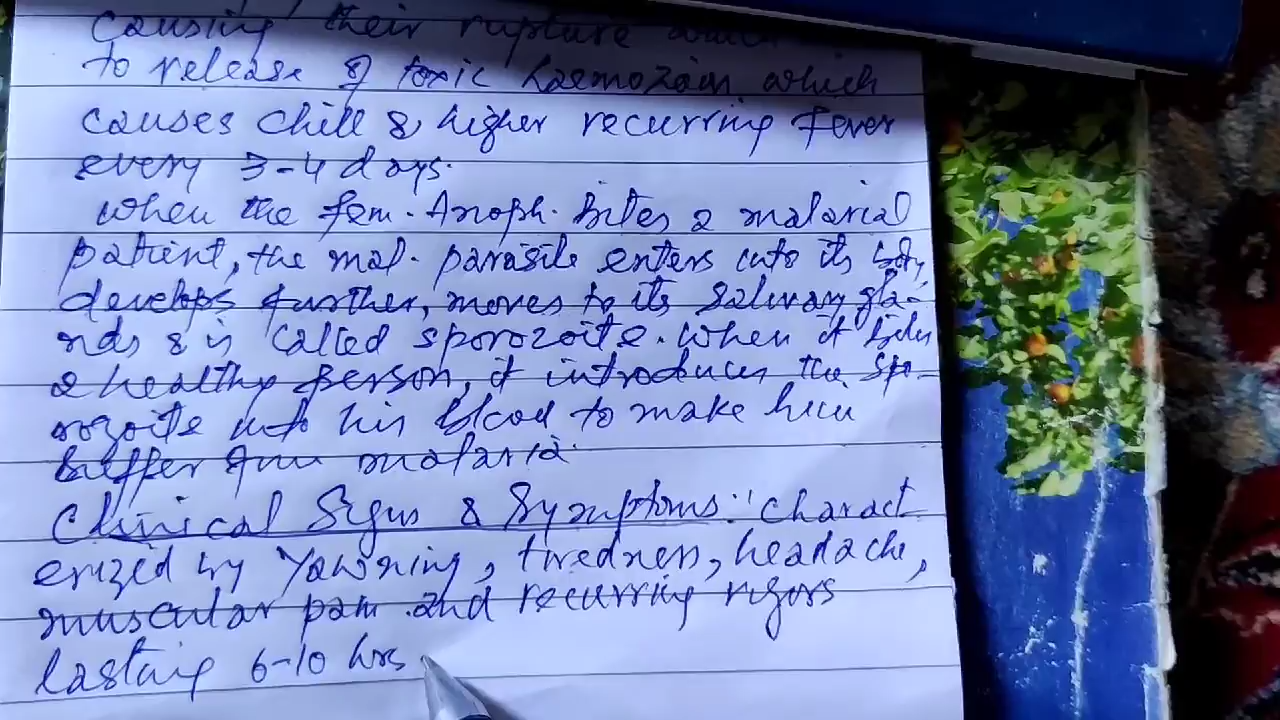 causing their rupture
to release of toxic haemozoin which
causes chill & higher recurring fever
every 3-4 days.
when the fem. Anoph. bites a malarial
patient, the mal. parasite enters into its body,
develops further, moves to its salivary gla-
nds & is called sporozoite. When it bites
a healthy person, it introduces the spo-
rozoite into his blood to make him
suffer from malaria.
Clinical Signs & Symptoms: charact
erized by Yawning, tiredness, headache,
muscular pain and recurring rigors
lasting 6-10 hrs